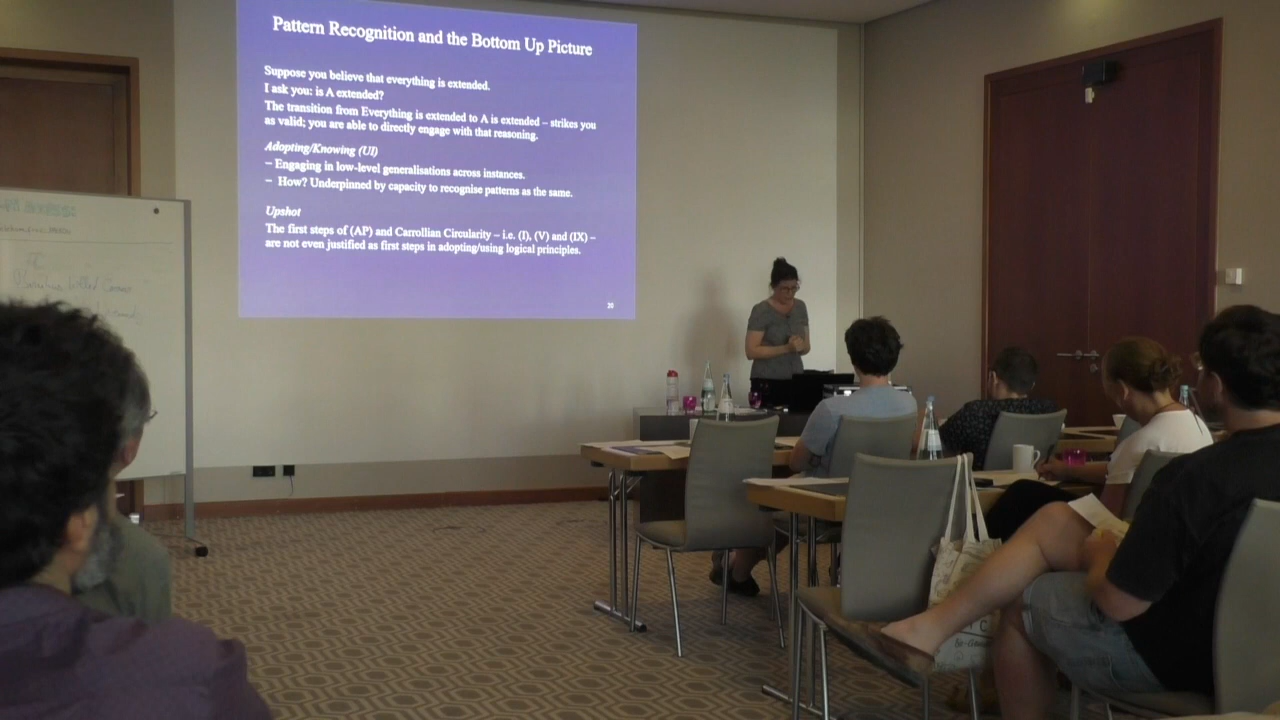 Pattern Recognition and the Bottom Up Picture
Suppose you believe that everything is extended.
I ask you: is A extended?
The transition from Everything is extended to A is extended – strikes you
as valid; you are able to directly engage with that reasoning.
Adopting/Knowing (UI)
– Engaging in low-level generalisations across instances.
– How? Underpinned by capacity to recognise patterns as the same.
Upshot
The first steps of (AP) and Carrollian Circularity – i.e. (I), (V) and (IX) –
are not even justified as first steps in adopting/using logical principles.
20